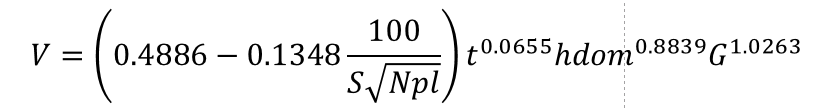 V = (0.4886 − 0.1348 100/(S√Npl)) t^0.0655 hdom^0.8839 G^1.0263